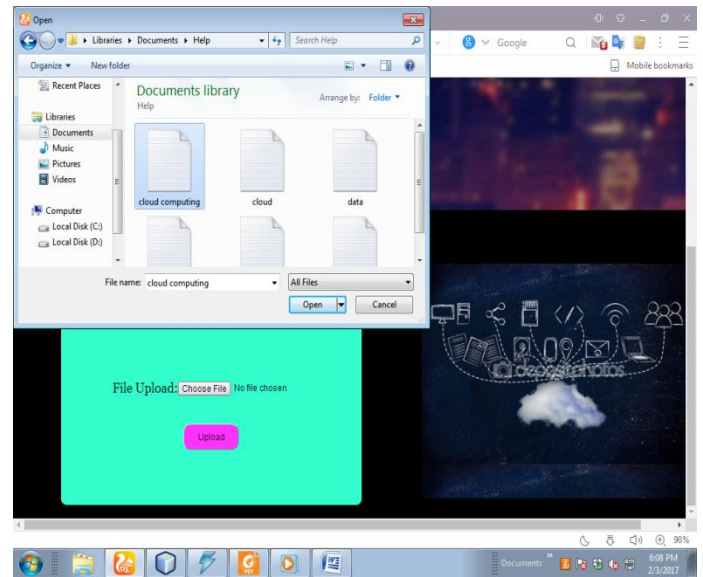 Open
Libraries ▸ Documents ▸ Help
Search Help
Google
Organize
New folder
Mobile bookmarks
Recent Places
Libraries
Documents
Music
Pictures
Videos
Computer
Local Disk (C:)
Local Disk (D:)
Documents library
Help
Arrange by: Folder
cloud computing
cloud
data
File name: cloud computing
All Files
Open
Cancel
File Upload: Choose File No file chosen
Upload
depositphotos
90%
Documents
6:08 PM
2/3/2017